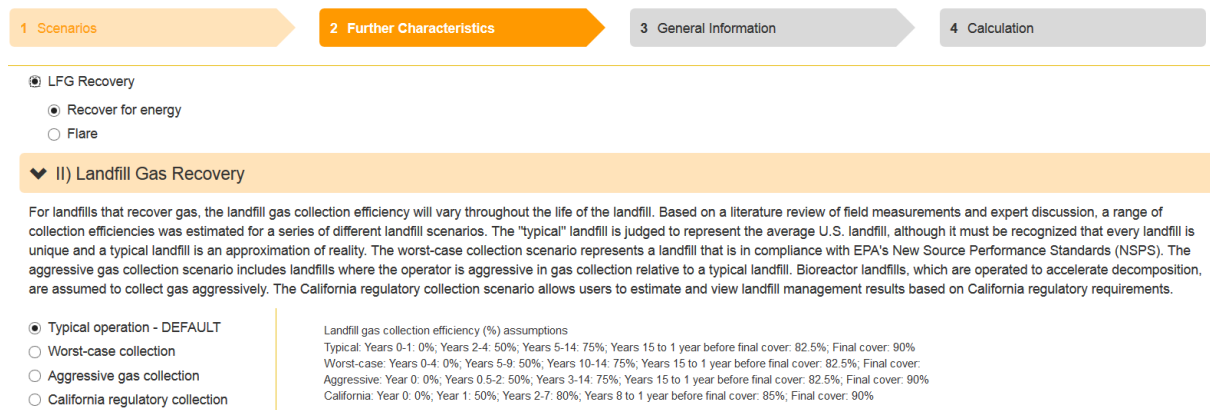 1 Scenarios
2 Further Characteristics
3 General Information
4 Calculation
LFG Recovery
Recover for energy
Flare
II) Landfill Gas Recovery
For landfills that recover gas, the landfill gas collection efficiency will vary throughout the life of the landfill. Based on a literature review of field measurements and expert discussion, a range of
collection efficiencies was estimated for a series of different landfill scenarios. The "typical" landfill is judged to represent the average U.S. landfill, although it must be recognized that every landfill is
unique and a typical landfill is an approximation of reality. The worst-case collection scenario represents a landfill that is in compliance with EPA's New Source Performance Standards (NSPS). The
aggressive gas collection scenario includes landfills where the operator is aggressive in gas collection relative to a typical landfill. Bioreactor landfills, which are operated to accelerate decomposition,
are assumed to collect gas aggressively. The California regulatory collection scenario allows users to estimate and view landfill management results based on California regulatory requirements.
Typical operation - DEFAULT
Worst-case collection
Aggressive gas collection
California regulatory collection
Landfill gas collection efficiency (%) assumptions
Typical: Years 0-1: 0%; Years 2-4: 50%; Years 5-14: 75%; Years 15 to 1 year before final cover: 82.5%; Final cover: 90%
Worst-case: Years 0-4: 0%; Years 5-9: 50%; Years 10-14: 75%; Years 15 to 1 year before final cover: 82.5%; Final cover:
Aggressive: Year 0: 0%; Years 0.5-2: 50%; Years 3-14: 75%; Years 15 to 1 year before final cover: 82.5%; Final cover: 90%
California: Year 0: 0%; Year 1: 50%; Years 2-7: 80%; Years 8 to 1 year before final cover: 85%; Final cover: 90%